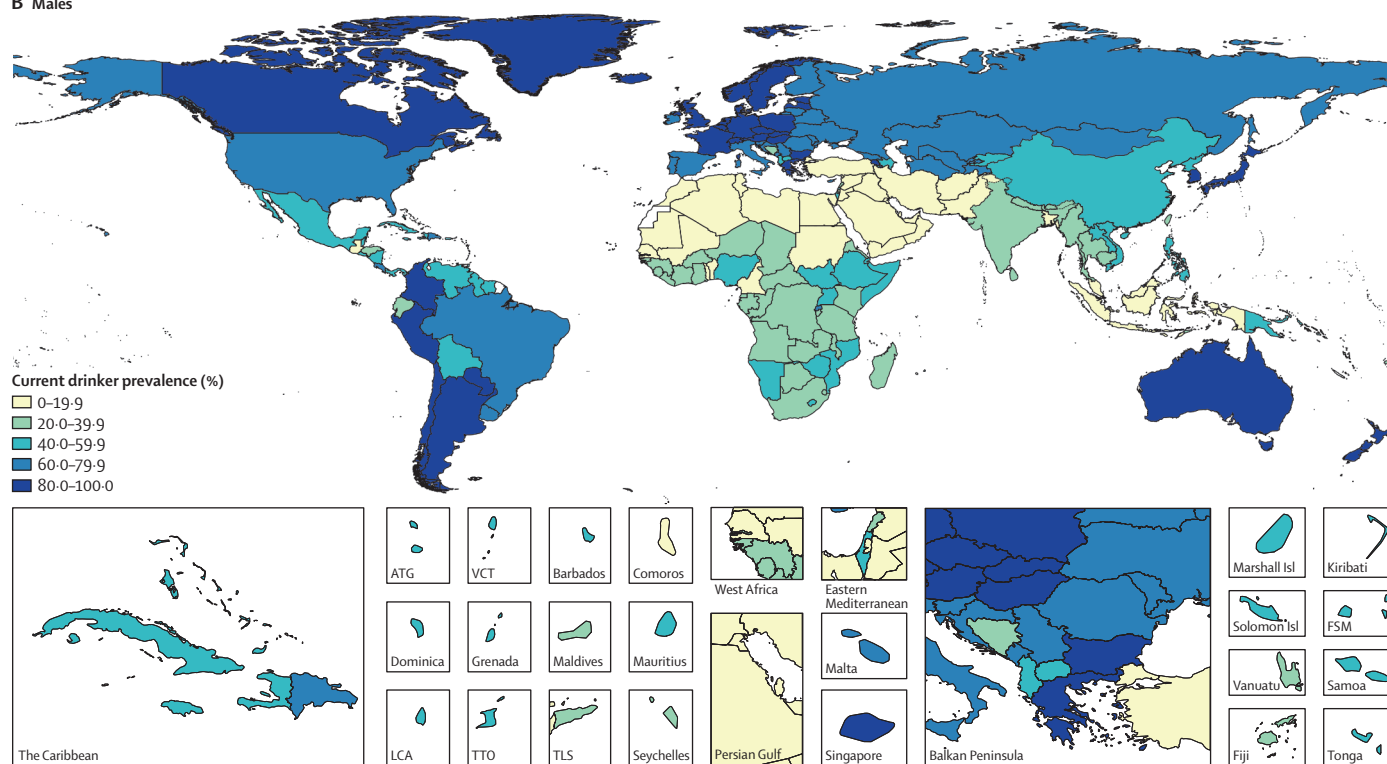 B Males
Current drinker prevalence (%)
0–19·9
20·0–39·9
40·0–59·9
60·0–79·9
80·0–100·0
ATG
VCT
Barbados
Comoros
West Africa
Eastern
Mediterranean
Marshall Isl
Kiribati
Dominica
Grenada
Maldives
Mauritius
Malta
Solomon Isl
FSM
Vanuatu
Samoa
The Caribbean
LCA
TTO
TLS
Seychelles
Persian Gulf
Singapore
Balkan Peninsula
Fiji
Tonga